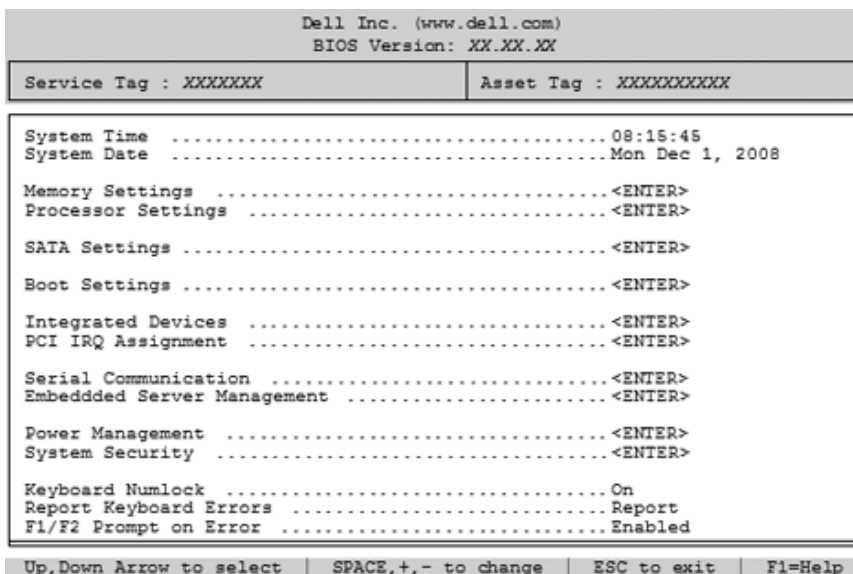 Dell Inc. (www.dell.com)
BIOS Version: XX.XX.XX
Service Tag : XXXXXXX Asset Tag : XXXXXXXXXX
System Time ....................................... 08:15:45
System Date ....................................... Mon Dec 1, 2008
Memory Settings ................................... <ENTER>
Processor Settings ................................ <ENTER>
SATA Settings ..................................... <ENTER>
Boot Settings ..................................... <ENTER>
Integrated Devices ................................ <ENTER>
PCI IRQ Assignment ................................ <ENTER>
Serial Communication .............................. <ENTER>
Embeddded Server Management ....................... <ENTER>
Power Management .................................. <ENTER>
System Security ................................... <ENTER>
Keyboard Numlock .................................. On
Report Keyboard Errors ............................ Report
F1/F2 Prompt on Error ............................. Enabled
Up,Down Arrow to select | SPACE,+,- to change | ESC to exit | F1=Help